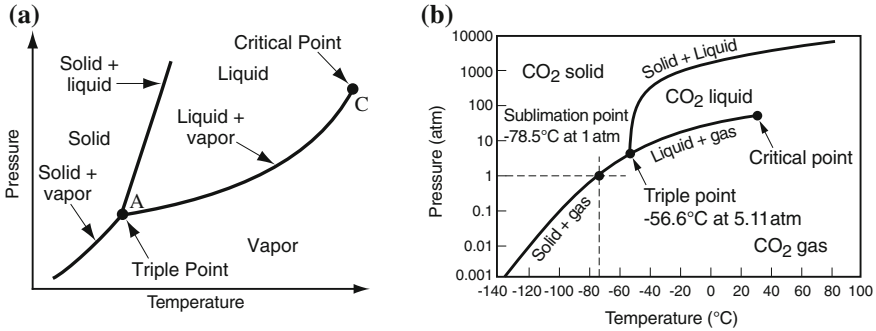 (a)
Pressure
Solid +
liquid
Solid
Solid +
vapor
Liquid
Critical Point
C
Liquid +
vapor
A
Triple Point
Vapor
Temperature
(b)
Pressure (atm)
10000
1000
100
10
1
0.1
0.01
0.001
CO2 solid
Solid + Liquid
CO2 liquid
Sublimation point
-78.5°C at 1 atm
Liquid + gas
Critical point
Triple point
-56.6°C at 5.11 atm
Solid + gas
CO2 gas
-140 -120 -100 -80 -60 -40 -20 0 20 40 60 80 100
Temperature (°C)